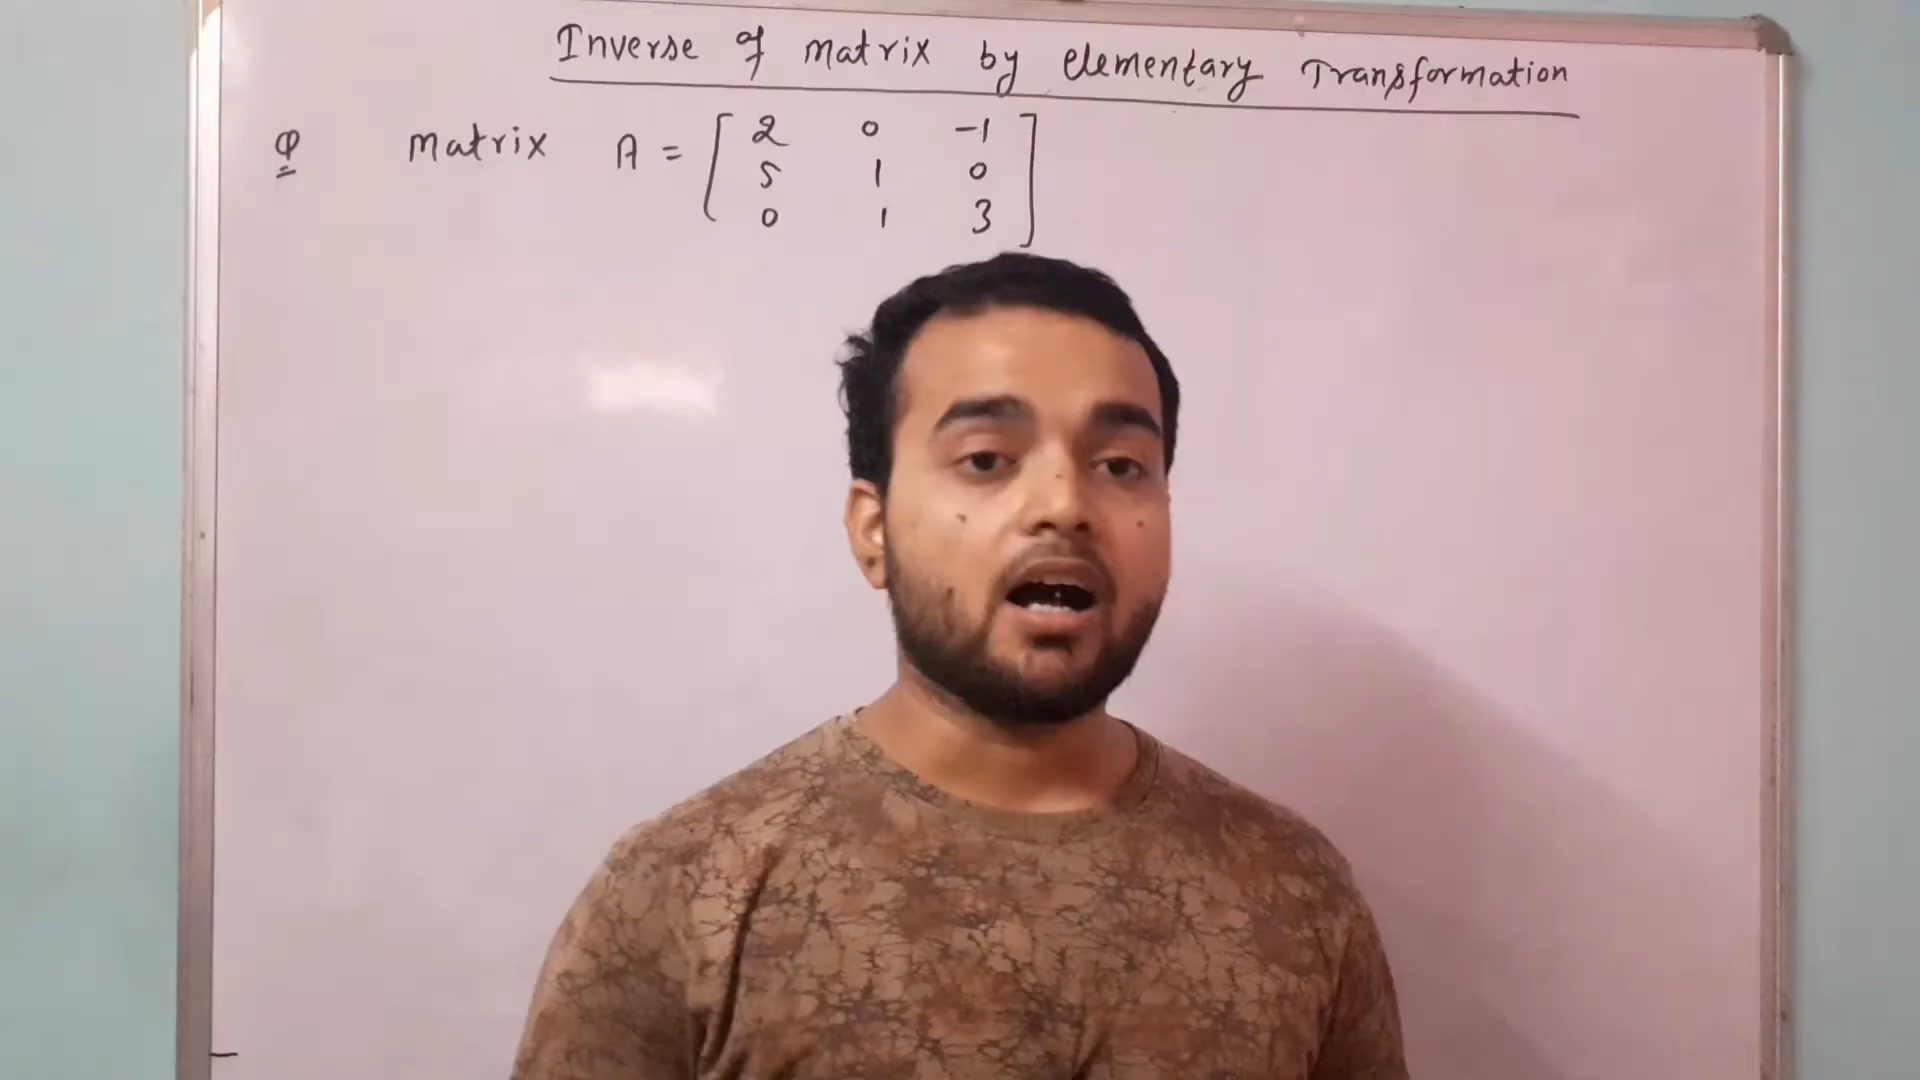 Inverse of matrix by elementary Transformation
Q matrix A = [ 2 0 -1
5 1 0
0 1 3 ]